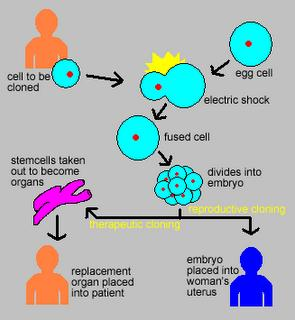 cell to be
cloned
egg cell
electric shock
fused cell
stemcells taken
out to become
organs
divides into
embryo
reproductive cloning
therapeutic cloning
replacement
organ placed
into patient
embryo
placed into
woman's
uterus